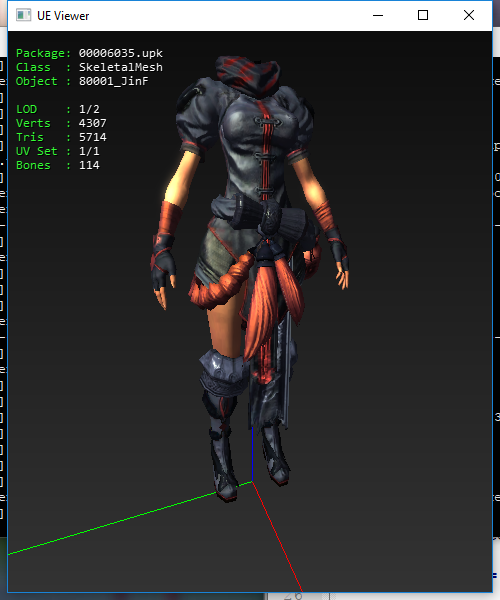 UE Viewer
Package: 00006035.upk
Class  : SkeletalMesh
Object : 80001_JinF
LOD    : 1/2
Verts  : 4307
Tris   : 5714
UV Set : 1/1
Bones  : 114